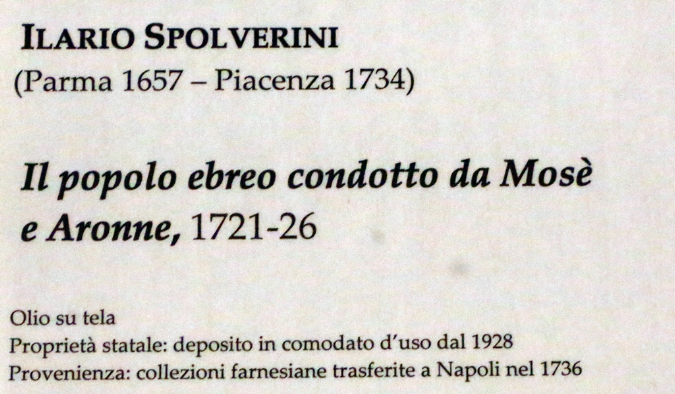 ILARIO SPOLVERINI
(Parma 1657 – Piacenza 1734)
Il popolo ebreo condotto da Mosè
e Aronne, 1721-26
Olio su tela
Proprietà statale: deposito in comodato d'uso dal 1928
Provenienza: collezioni farnesiane trasferite a Napoli nel 1736